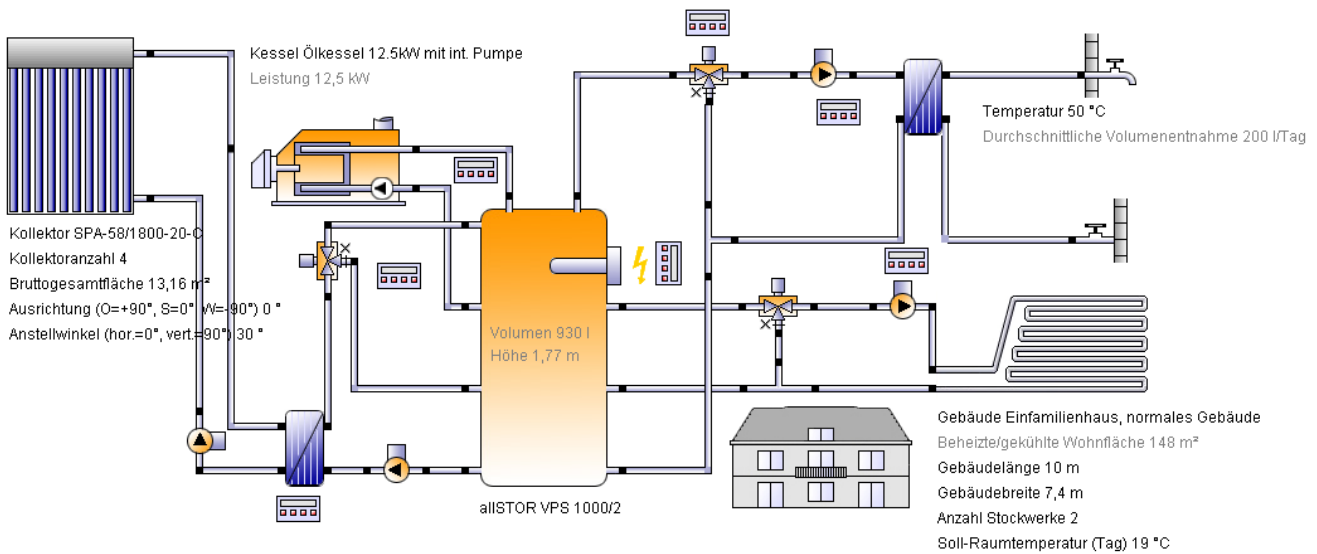 Kessel Ölkessel 12.5kW mit int. Pumpe
Leistung 12,5 kW
Temperatur 50 °C
Durchschnittliche Volumenentnahme 200 l/Tag
Kollektor SPA-58/1800-20-C
Kollektoranzahl 4
Bruttogesamtfläche 13,16 m²
Ausrichtung (O=+90°, S=0°, W=-90°) 0 °
Anstellwinkel (hor.=0°, vert.=90°) 30 °
Volumen 930 l
Höhe 1,77 m
allSTOR VPS 1000/2
Gebäude Einfamilienhaus, normales Gebäude
Beheizte/gekühlte Wohnfläche 148 m²
Gebäudelänge 10 m
Gebäudebreite 7,4 m
Anzahl Stockwerke 2
Soll-Raumtemperatur (Tag) 19 °C